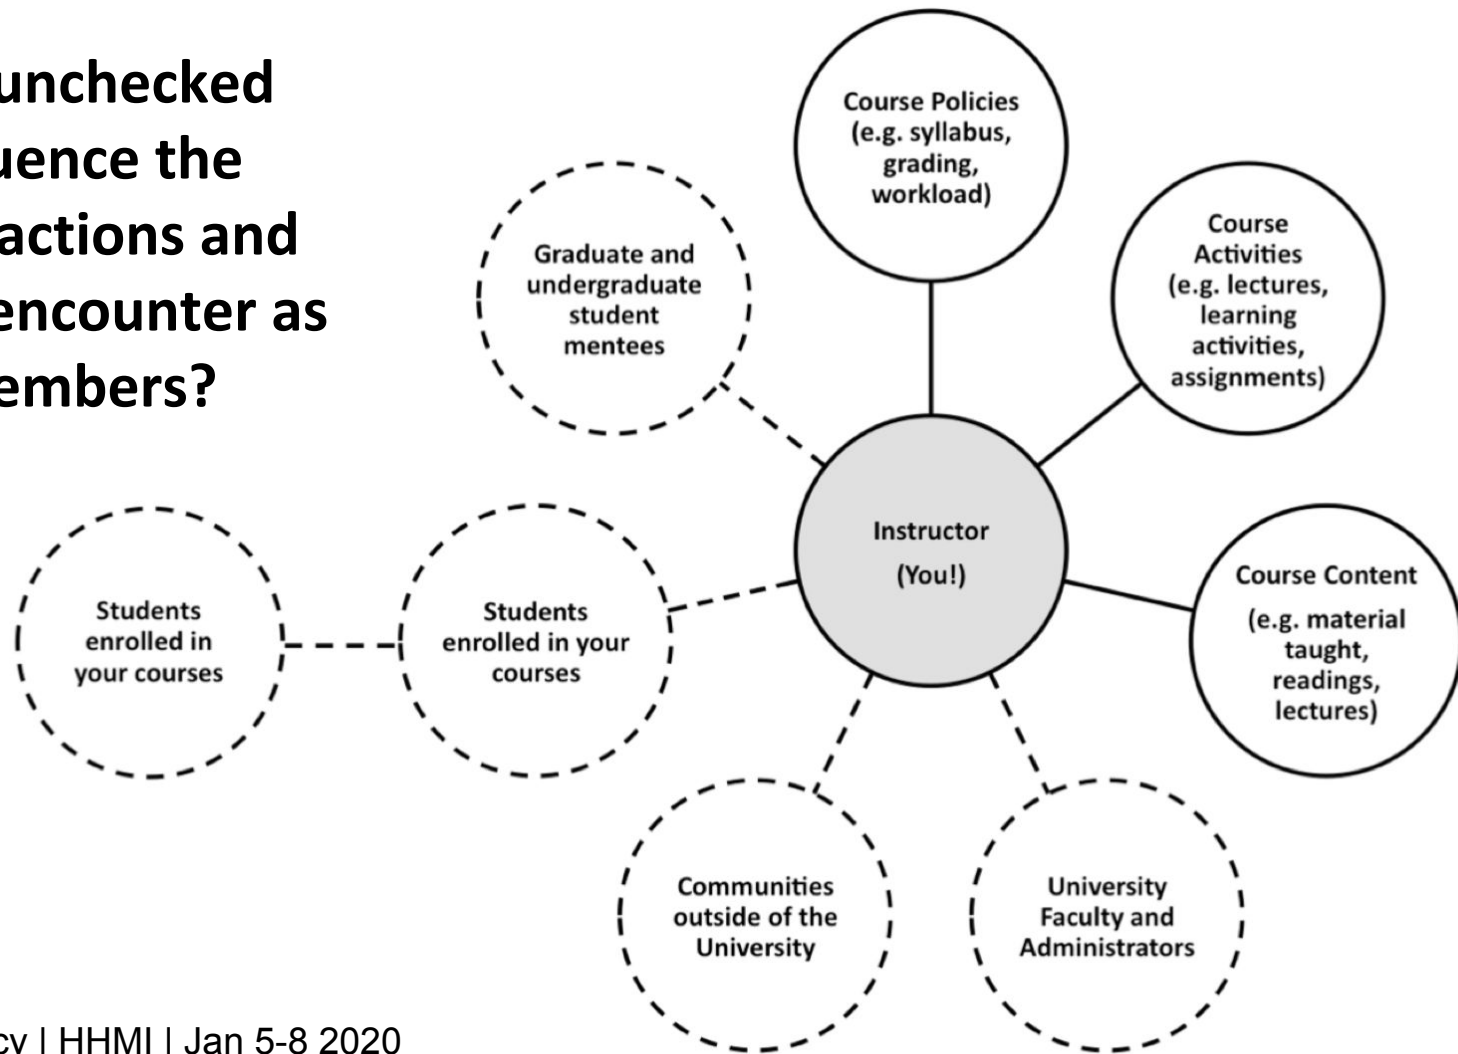 unchecked
uence the
actions and
encounter as
embers?
Course Policies
(e.g. syllabus,
grading,
workload)
Course
Activities
(e.g. lectures,
learning
activities,
assignments)
Graduate and
undergraduate
student
mentees
Instructor
(You!)
Course Content
(e.g. material
taught,
readings,
lectures)
Students
enrolled in
your courses
Students
enrolled in your
courses
Communities
outside of the
University
University
Faculty and
Administrators
cy | HHMI | Jan 5-8 2020